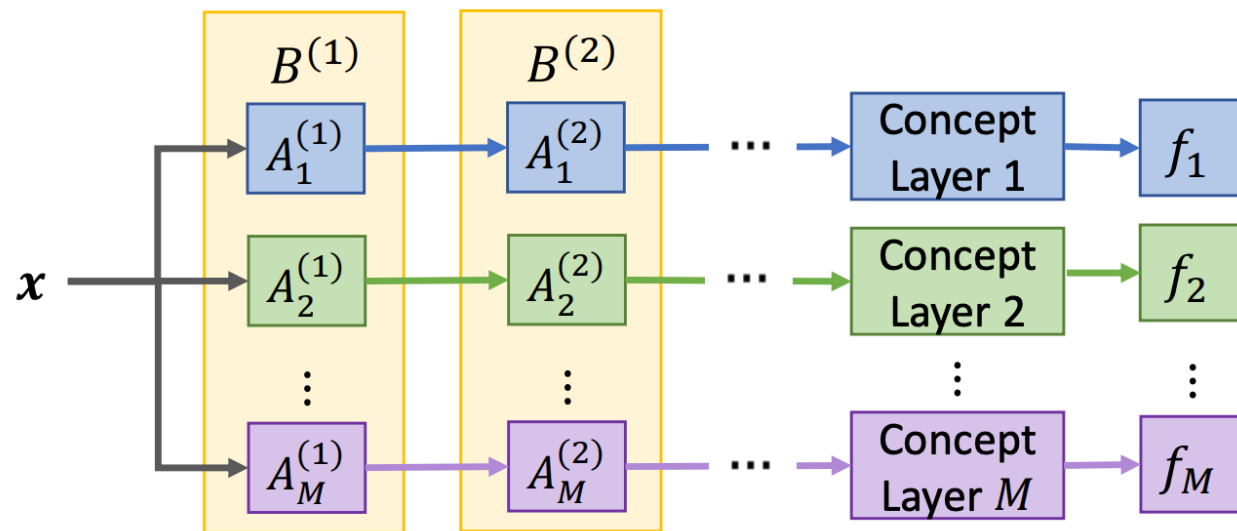 B^(1) B^(2)
A_1^(1) A_1^(2) ... Concept Layer 1 f_1
x A_2^(1) A_2^(2) ... Concept Layer 2 f_2
⋮ ⋮ ⋮ ⋮
A_M^(1) A_M^(2) ... Concept Layer M f_M